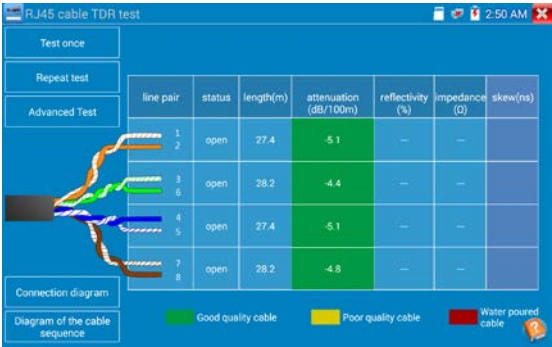 RJ45 cable TDR test
2:50 AM
Test once
Repeat test
Advanced Test
line pair status length(m) attenuation (dB/100m) reflectivity (%) impedance (Ω) skew(ns)
1
2
open 27.4 -5.1 — —
3
6
open 28.2 -4.4 — —
4
5
open 27.4 -5.1 — —
7
8
open 28.2 -4.8 — —
Connection diagram
Diagram of the cable
sequence
Good quality cable
Poor quality cable
Water poured
cable